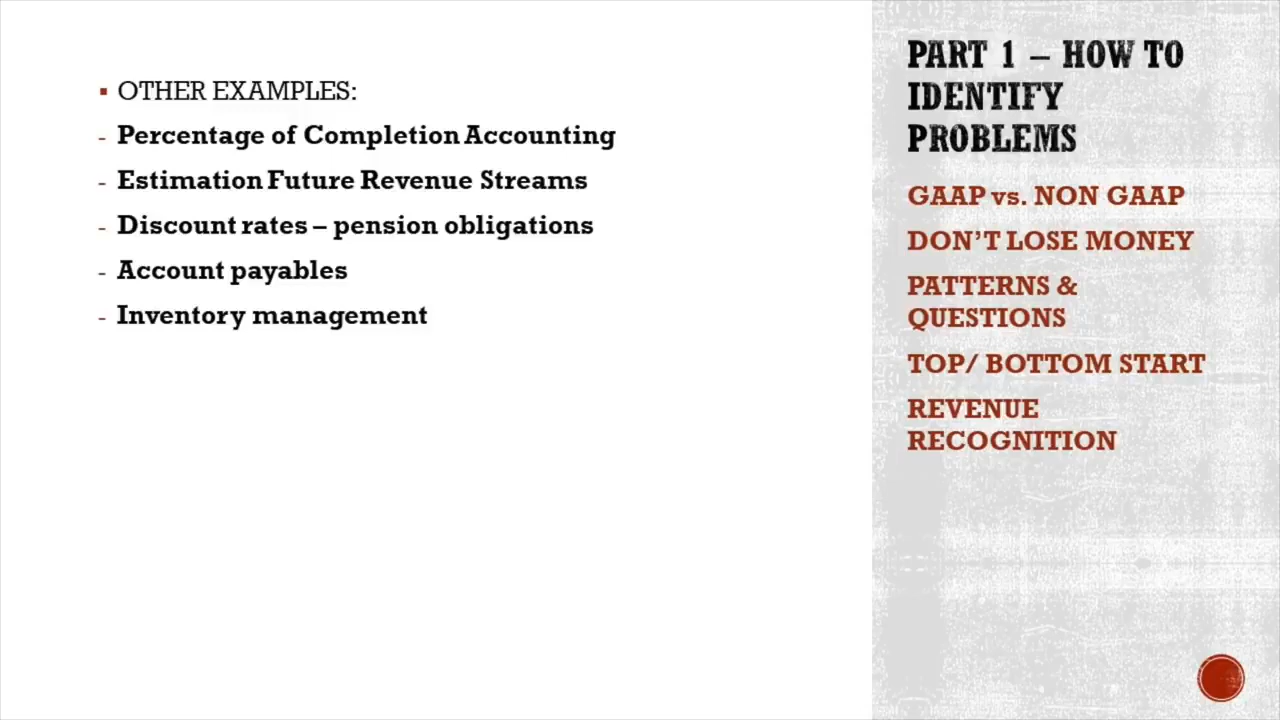 ▪ OTHER EXAMPLES:
- Percentage of Completion Accounting
- Estimation Future Revenue Streams
- Discount rates – pension obligations
- Account payables
- Inventory management
PART 1 – HOW TO
IDENTIFY
PROBLEMS
GAAP vs. NON GAAP
DON'T LOSE MONEY
PATTERNS &
QUESTIONS
TOP/ BOTTOM START
REVENUE
RECOGNITION